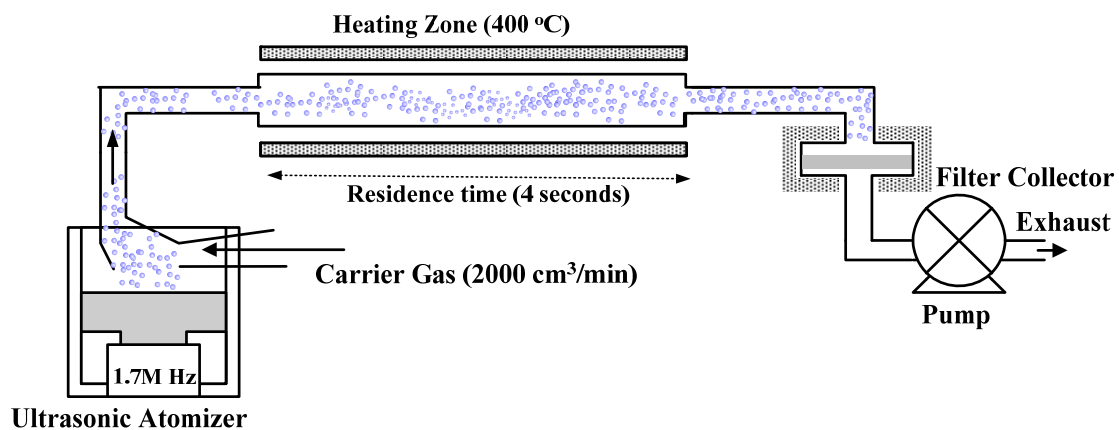 Heating Zone (400 °C)
Residence time (4 seconds)
Filter Collector
Exhaust
Carrier Gas (2000 cm³/min)
Pump
1.7M Hz
Ultrasonic Atomizer